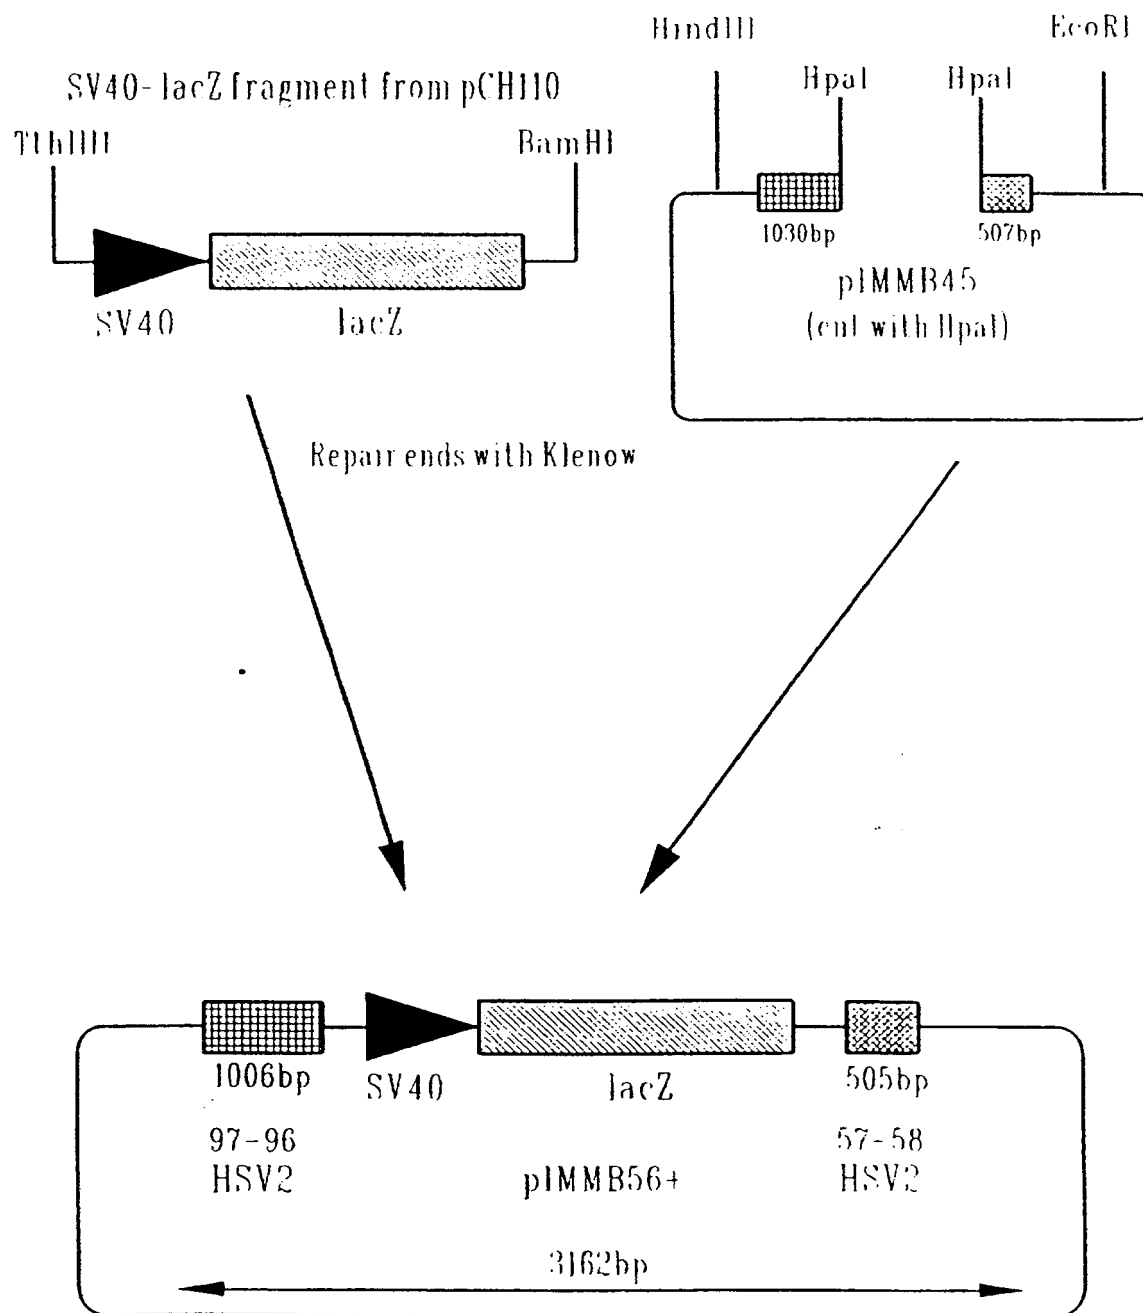 HindIII
EcoRI
SV40-lacZ fragment from pCH110
HpaI
HpaI
Tth1111
BamHI
1030bp
507bp
pIMMB45
(cut with HpaI)
SV40
lacZ
Repair ends with Klenow
1006bp
SV40
lacZ
505bp
97-96
HSV2
pIMMB56+
57-58
HSV2
3162bp